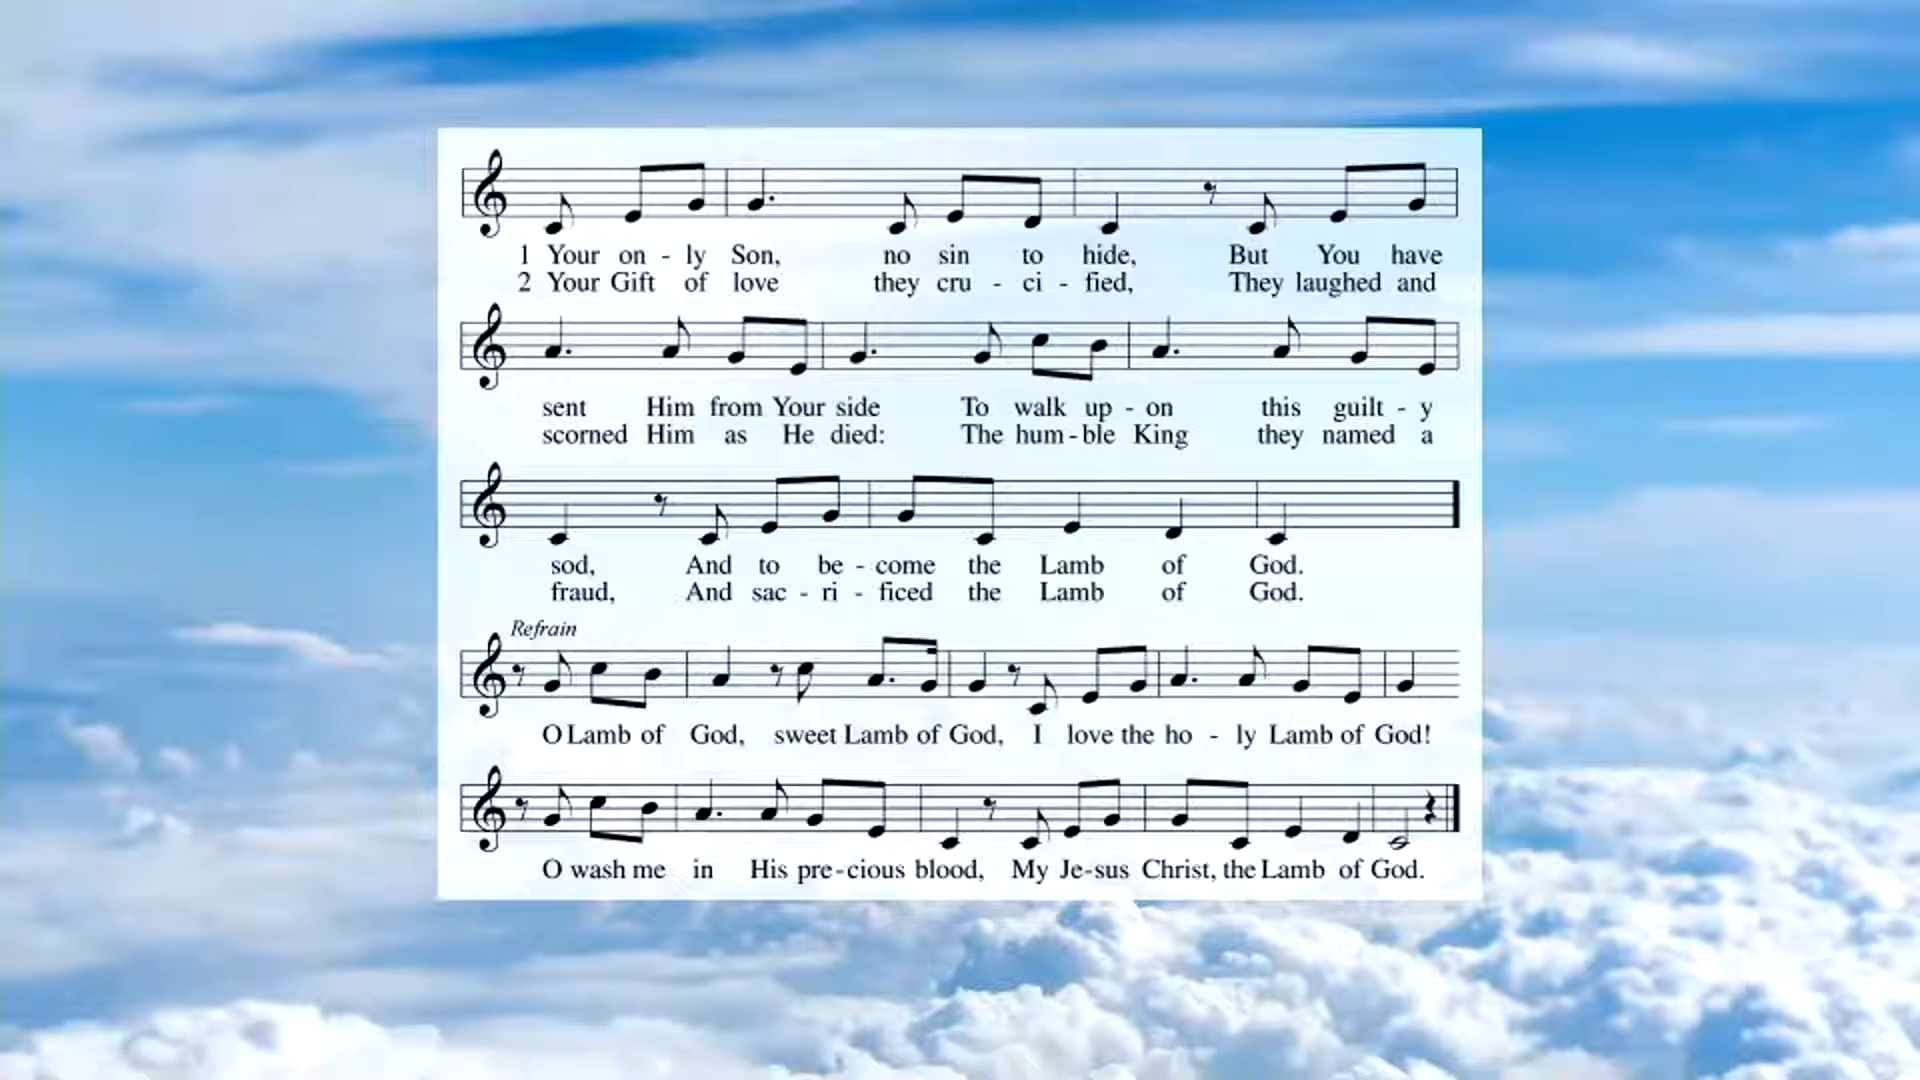 1 Your on - ly Son, no sin to hide, But You have
2 Your Gift of love they cru - ci - fied, They laughed and
sent Him from Your side To walk up - on this guilt - y
scorned Him as He died: The hum - ble King they named a
sod, And to be - come the Lamb of God.
fraud, And sac - ri - ficed the Lamb of God.
Refrain
O Lamb of God, sweet Lamb of God, I love the ho - ly Lamb of God!
O wash me in His pre - cious blood, My Je - sus Christ, the Lamb of God.